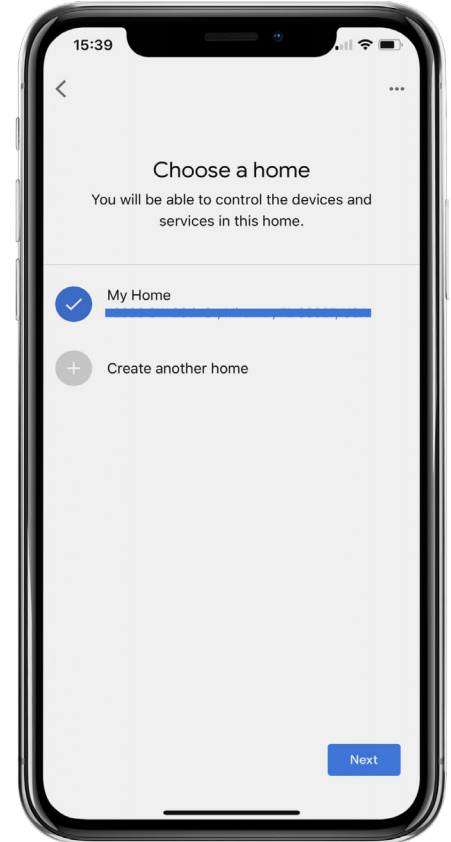 15:39
Choose a home
You will be able to control the devices and
services in this home.
My Home
Create another home
Next